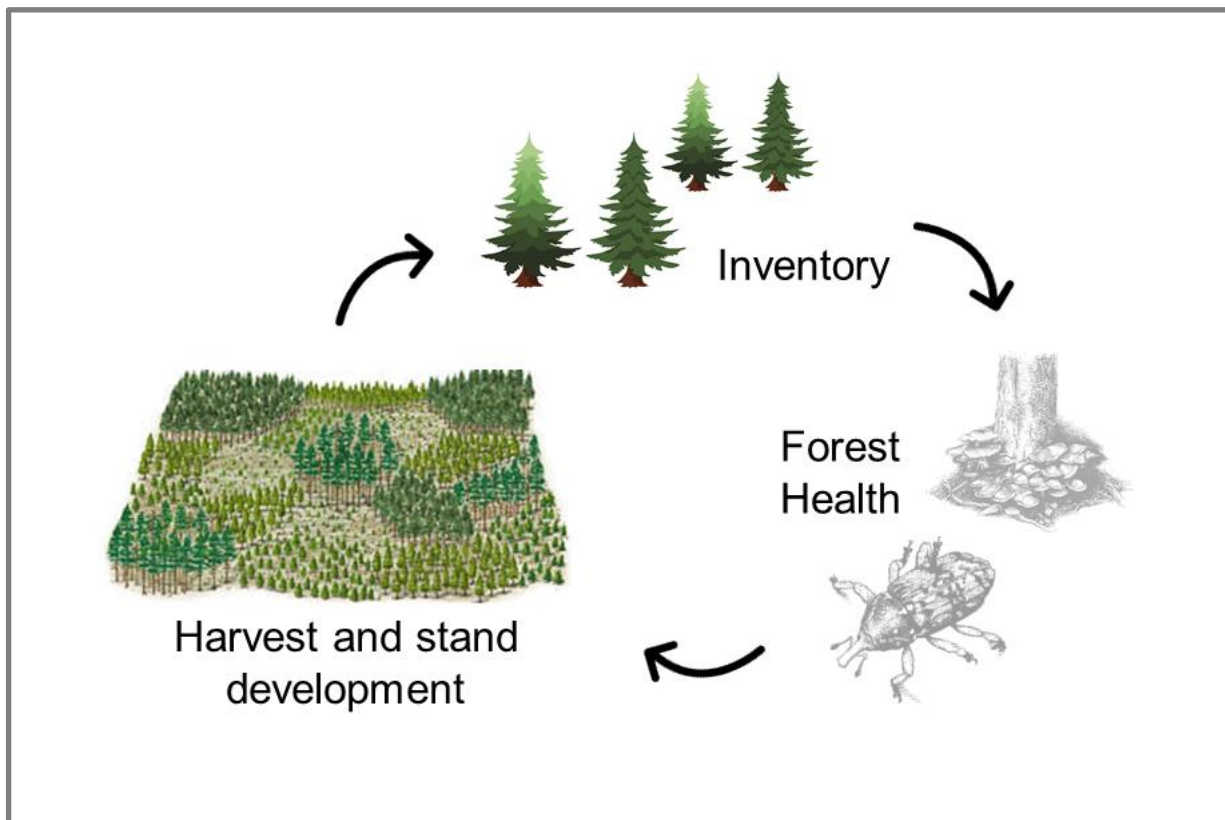 Inventory
Forest
Health
Harvest and stand
development